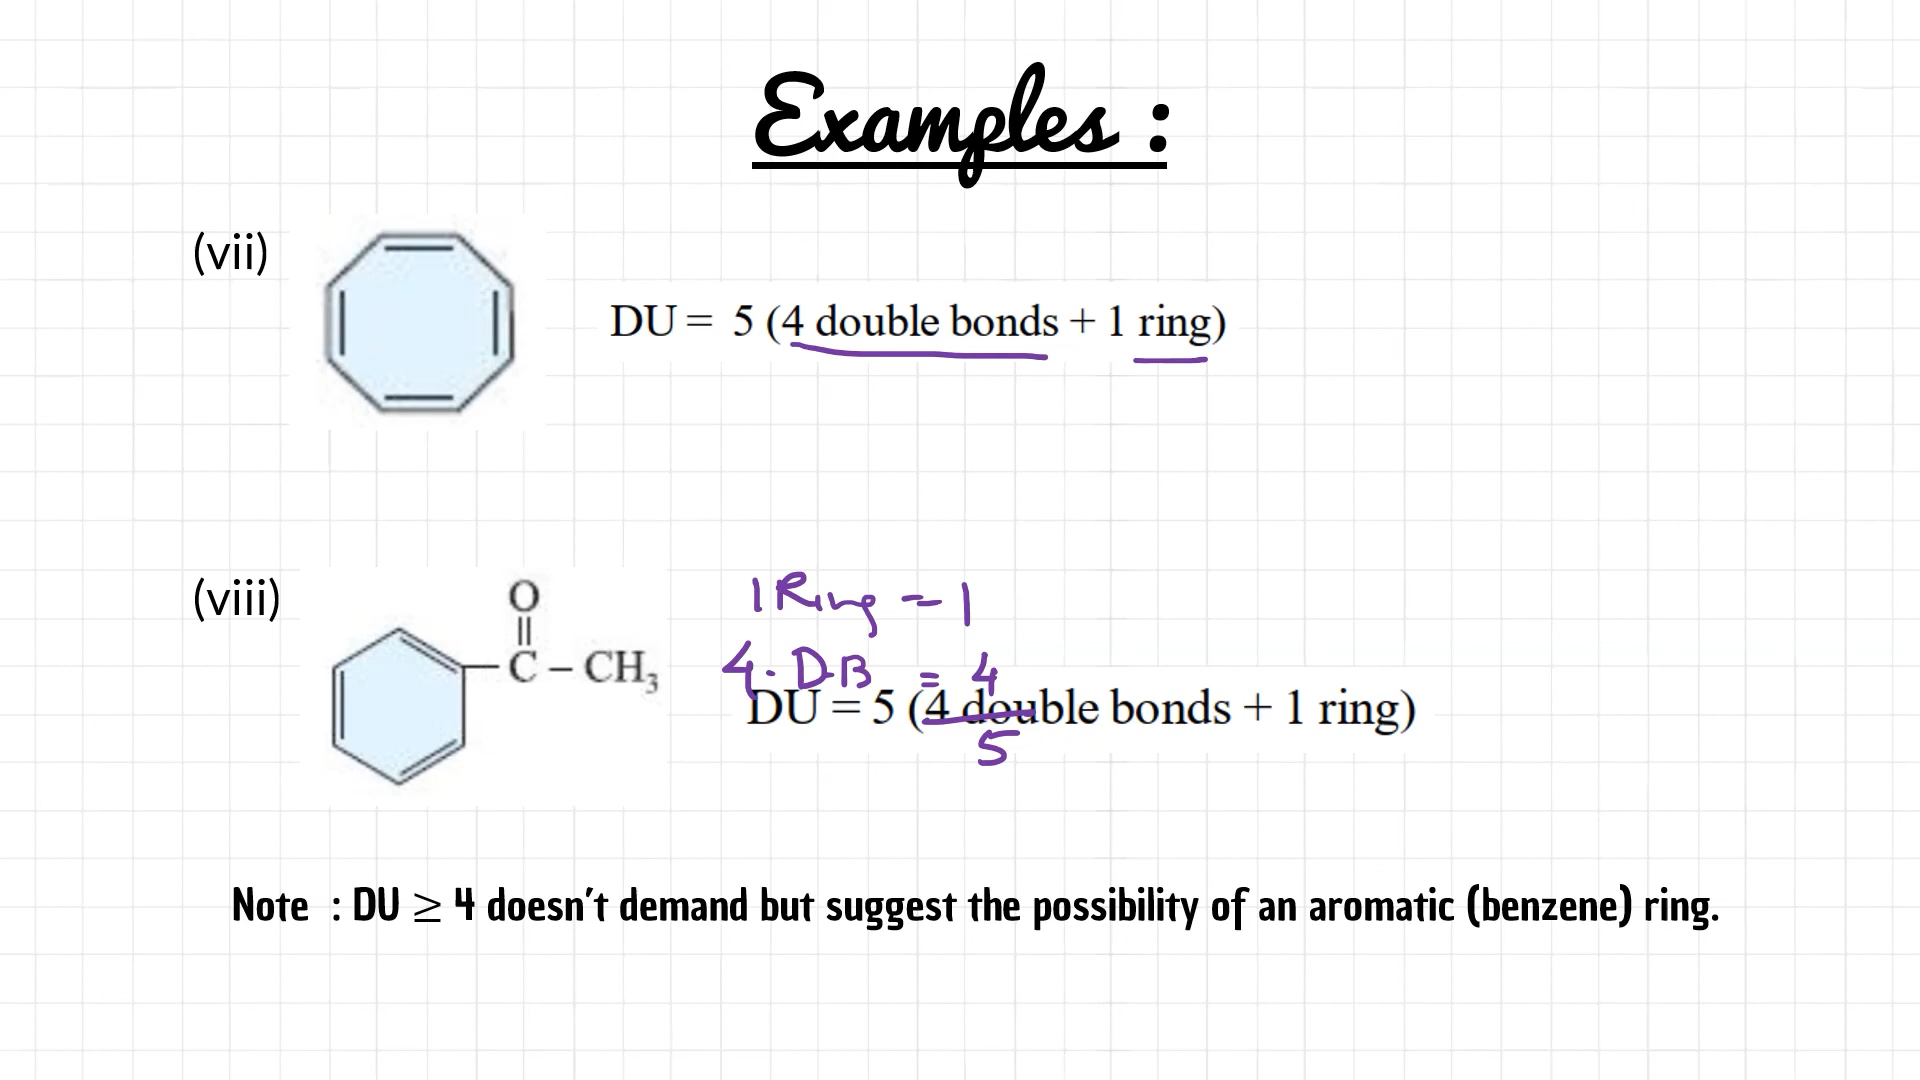 Examples :
(vii)
DU = 5 (4 double bonds + 1 ring)
(viii)
O
C – CH₃
1 Ring = 1
4. DB = 4
DU = 5 (4 double bonds + 1 ring)
5
Note : DU ≥ 4 doesn't demand but suggest the possibility of an aromatic (benzene) ring.